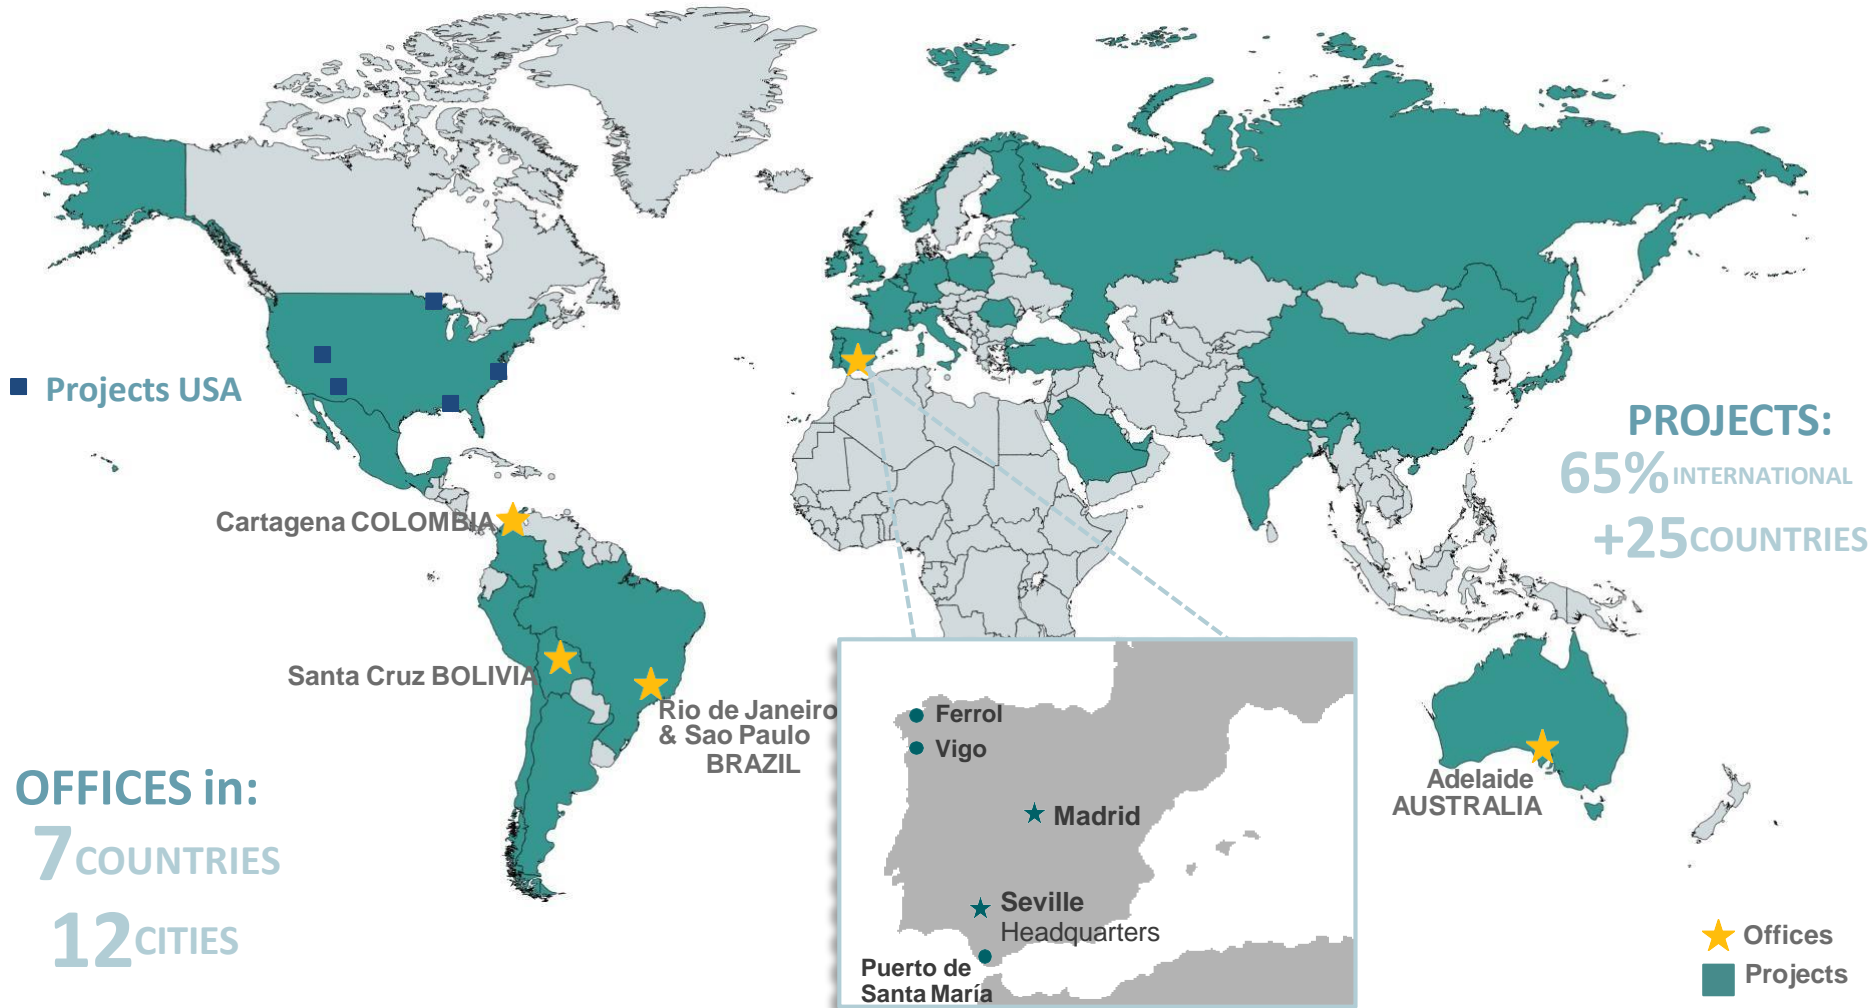 Projects USA
PROJECTS:
65% INTERNATIONAL
+25 COUNTRIES
Cartagena COLOMBIA
Santa Cruz BOLIVIA
Rio de Janeiro
& Sao Paulo
BRAZIL
Adelaide
AUSTRALIA
OFFICES in:
7 COUNTRIES
12 CITIES
Ferrol
Vigo
Madrid
Seville
Headquarters
Puerto de
Santa María
Offices
Projects